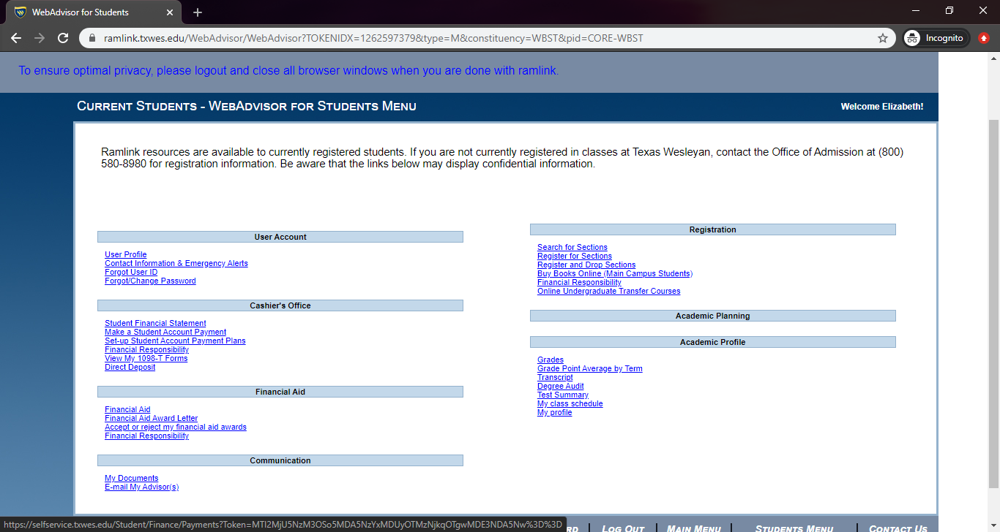 WebAdvisor for Students
ramlink.txwes.edu/WebAdvisor/WebAdvisor?TOKENIDX=1262597379&type=M&constituency=WBST&pid=CORE-WBST
Incognito
To ensure optimal privacy, please logout and close all browser windows when you are done with ramlink.
Current Students - WebAdvisor for Students Menu
Welcome Elizabeth!
Ramlink resources are available to currently registered students. If you are not currently registered in classes at Texas Wesleyan, contact the Office of Admission at (800)
580-8980 for registration information. Be aware that the links below may display confidential information.
User Account
User Profile
Contact Information & Emergency Alerts
Forgot User ID
Forgot/Change Password
Cashier's Office
Student Financial Statement
Make a Student Account Payment
Set-up Student Account Payment Plans
Financial Responsibility
View My 1098-T Forms
Direct Deposit
Financial Aid
Financial Aid
Financial Aid Award Letter
Accept or reject my financial aid awards
Financial Responsibility
Communication
My Documents
E-mail My Advisor(s)
Registration
Search for Sections
Register for Sections
Register and Drop Sections
Buy Books Online (Main Campus Students)
Financial Responsibility
Online Undergraduate Transfer Courses
Academic Planning
Academic Profile
Grades
Grade Point Average by Term
Transcript
Degree Audit
Test Summary
My class schedule
My profile
https://selfservice.txwes.edu/Student/Finance/Payments?Token=MTI2MjU5NzM3OSo5MDA5NzYxMDUyOTMzNjkqOTgwMDE3NDA5Nw%3D%3D
Log Out Main Menu Students Menu Contact Us